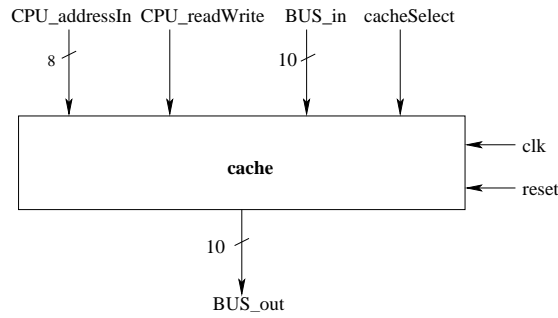 CPU_addressIn CPU_readWrite BUS_in cacheSelect
8 10
clk
cache
reset
10
BUS_out